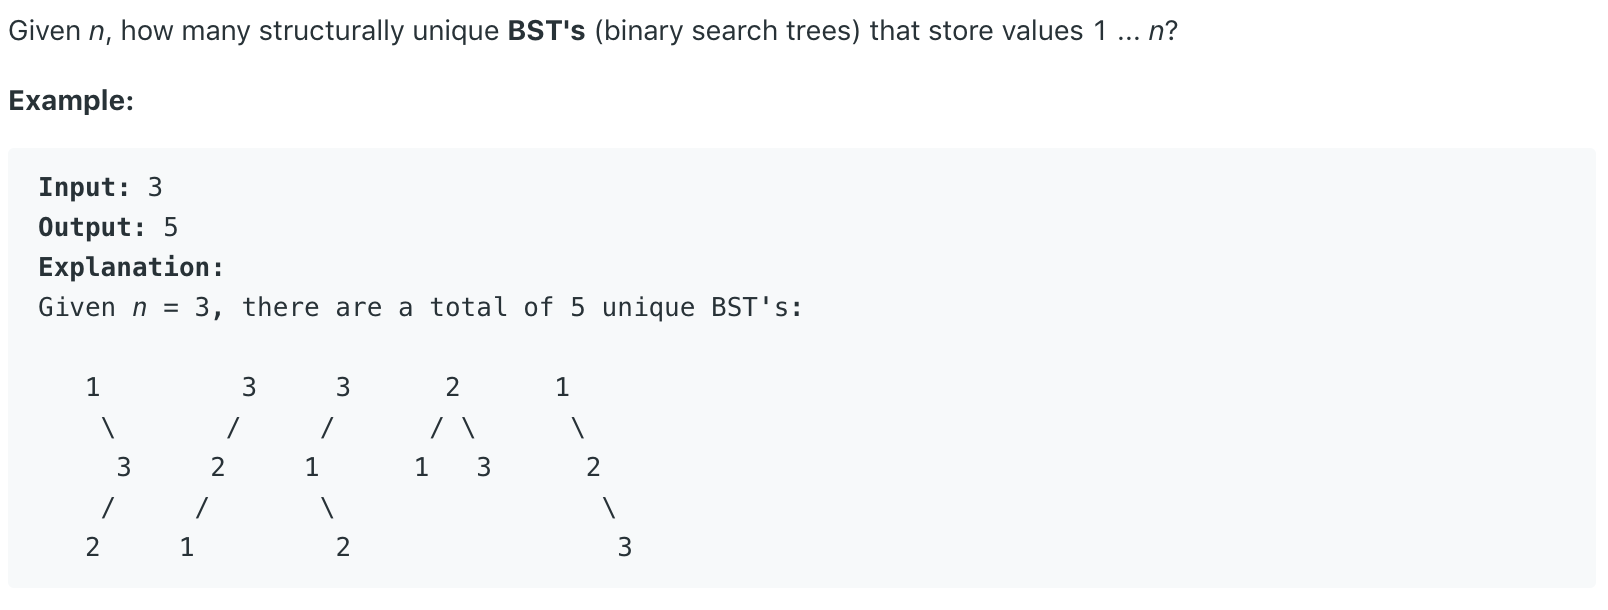 Given n, how many structurally unique BST's (binary search trees) that store values 1 ... n?
Example:
Input: 3
Output: 5
Explanation:
Given n = 3, there are a total of 5 unique BST's:
   1         3     3      2      1
    \       /     /      / \      \
     3     2     1      1   3      2
    /     /       \                 \
   2     1         2                 3